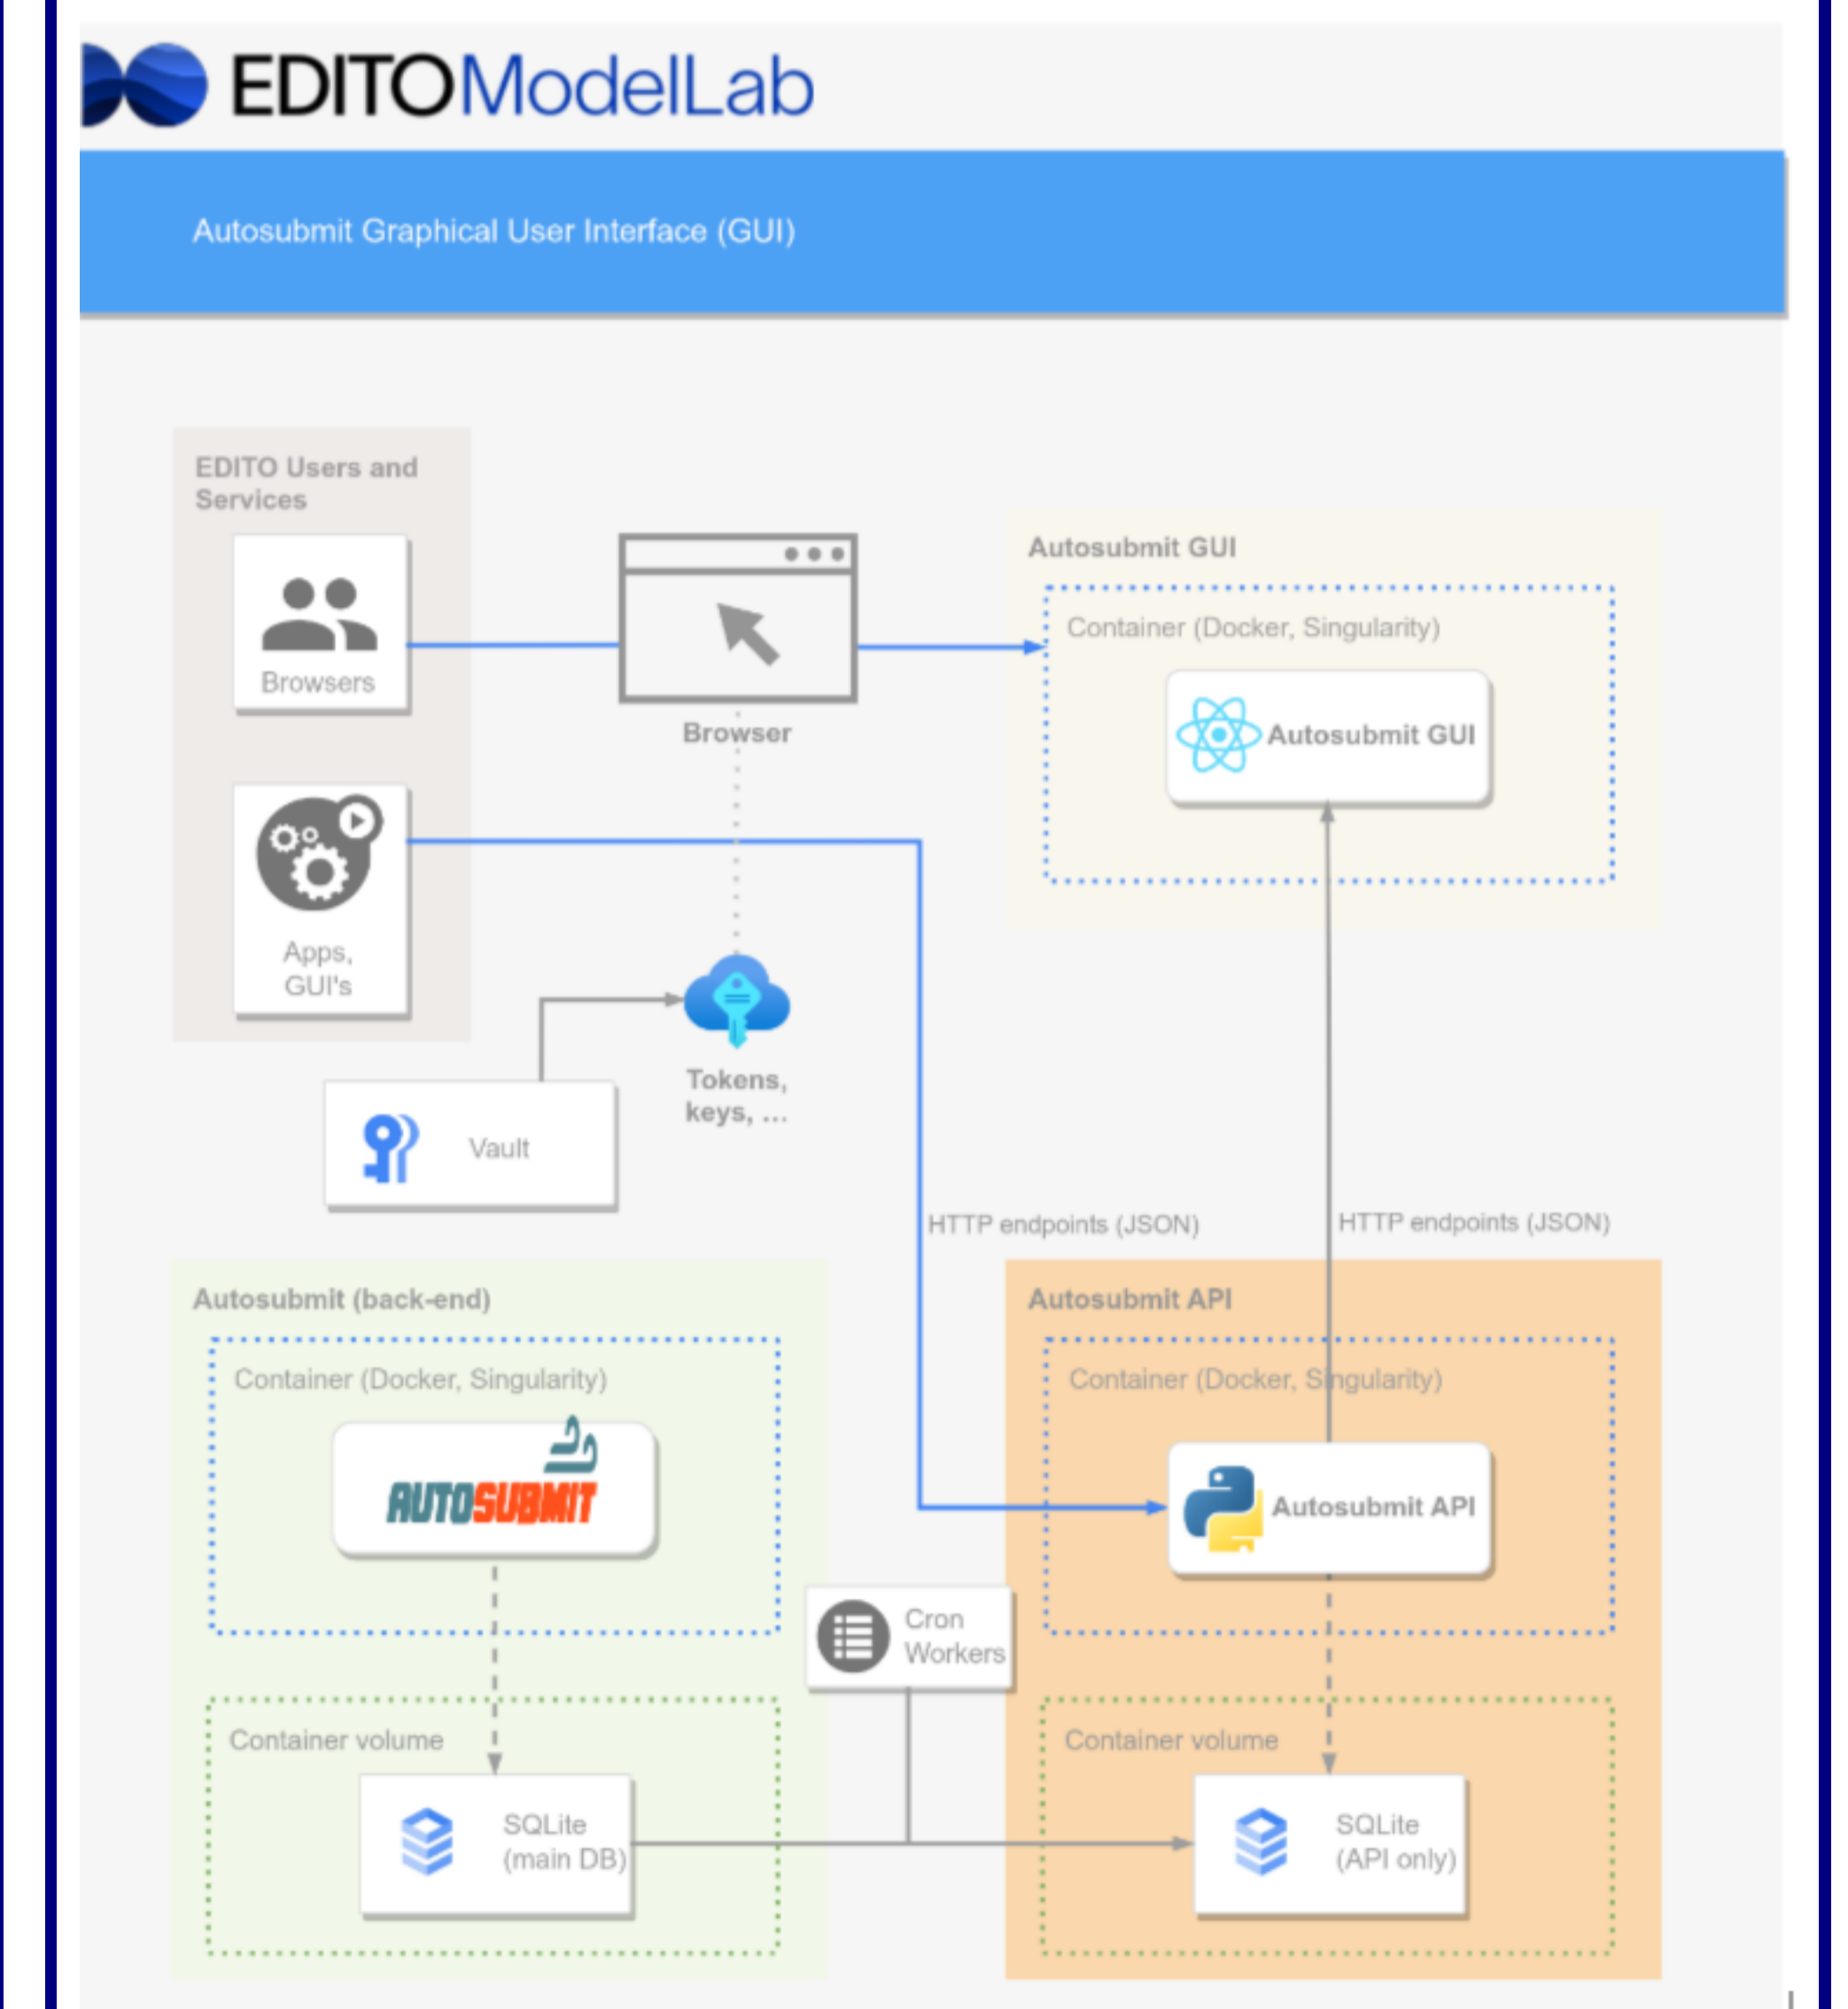 EDITOModelLab
Autosubmit Graphical User Interface (GUI)
EDITO Users and
Services
Browsers
Apps,
GUI's
Browser
Tokens,
keys, ...
Vault
Autosubmit GUI
Container (Docker, Singularity)
Autosubmit GUI
HTTP endpoints (JSON)
HTTP endpoints (JSON)
Autosubmit (back-end)
Container (Docker, Singularity)
AUTOSUBMIT
Container volume
SQLite
(main DB)
Cron
Workers
Autosubmit API
Container (Docker, Singularity)
Autosubmit API
Container volume
SQLite
(API only)